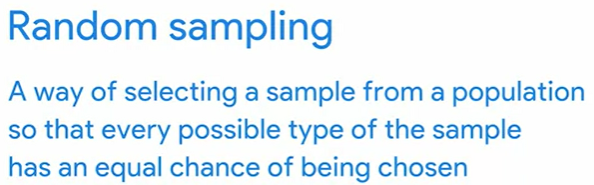 Random sampling
A way of selecting a sample from a population
so that every possible type of the sample
has an equal chance of being chosen